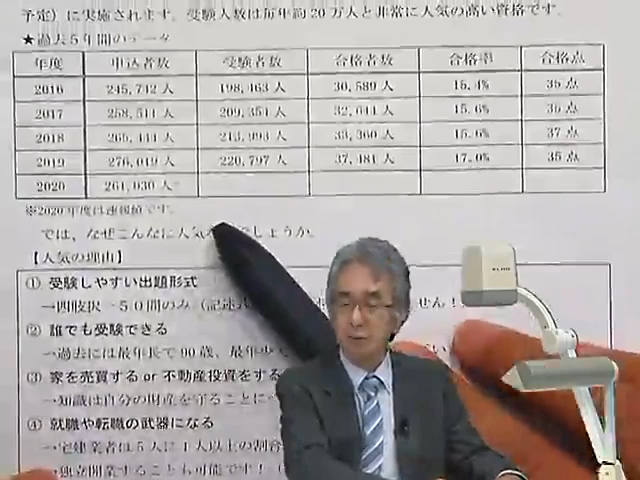 予定）に実施されます。受験人数は毎年約20万人と非常に人気の高い資格です。
★過去5年間のデータ
年度 申込者数 受験者数 合格者数 合格率 合格点
2016 245,742人 198,463人 30,589人 15.4% 35点
2017 258,511人 209,354人 32,644人 15.6% 35点
2018 265,444人 213,993人 33,360人 15.6% 37点
2019 276,019人 220,797人 37,481人 17.0% 35点
2020 261,030人
※2020年度は速報値です。
では、なぜこんなに人気 でしょうか。
【人気の理由】
① 受験しやすい出題形式
→四肢択一50問のみ（記述 せん！
② 誰でも受験できる
→過去には最年長で90歳、最年少で
③ 家を売買する or 不動産投資をする
→知識は自分の財産を守ることに
④ 就職や転職の武器になる
→宅建業者は5人に1人以上の割合
→独立開業することも可能です！